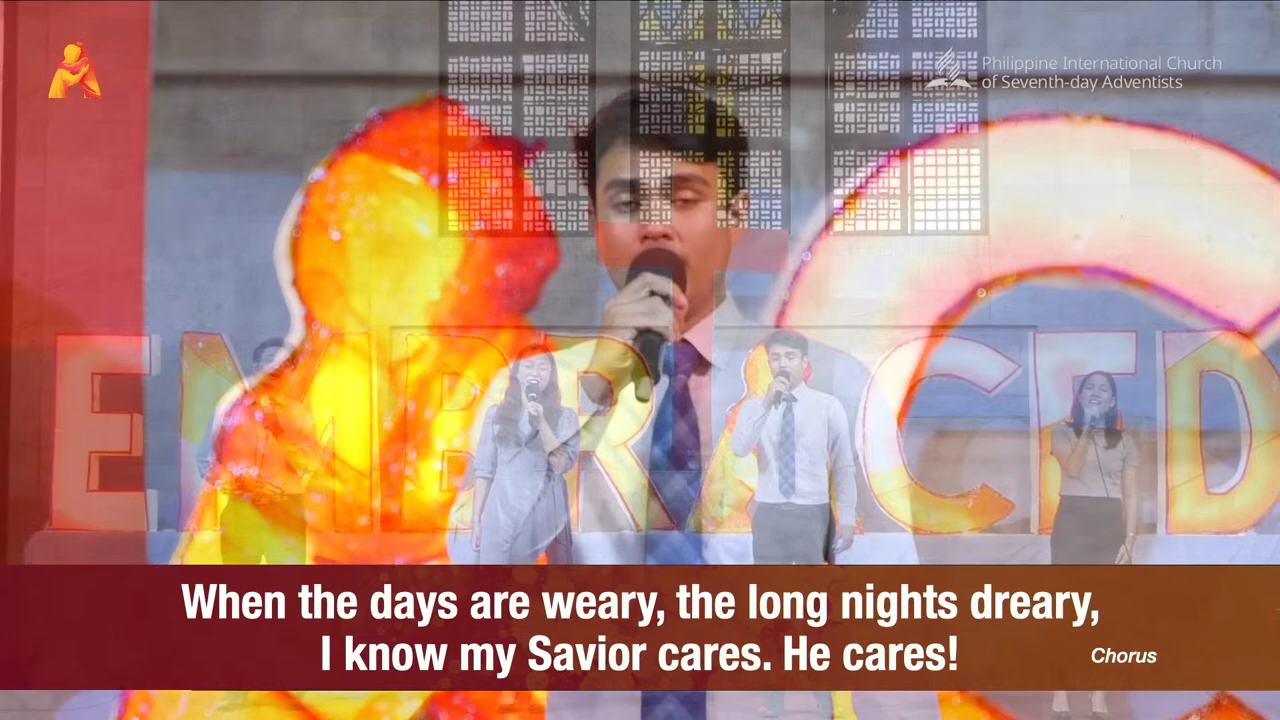 Philippine International Church
of Seventh-day Adventists
EMBRACED
When the days are weary, the long nights dreary,
I know my Savior cares. He cares!
Chorus